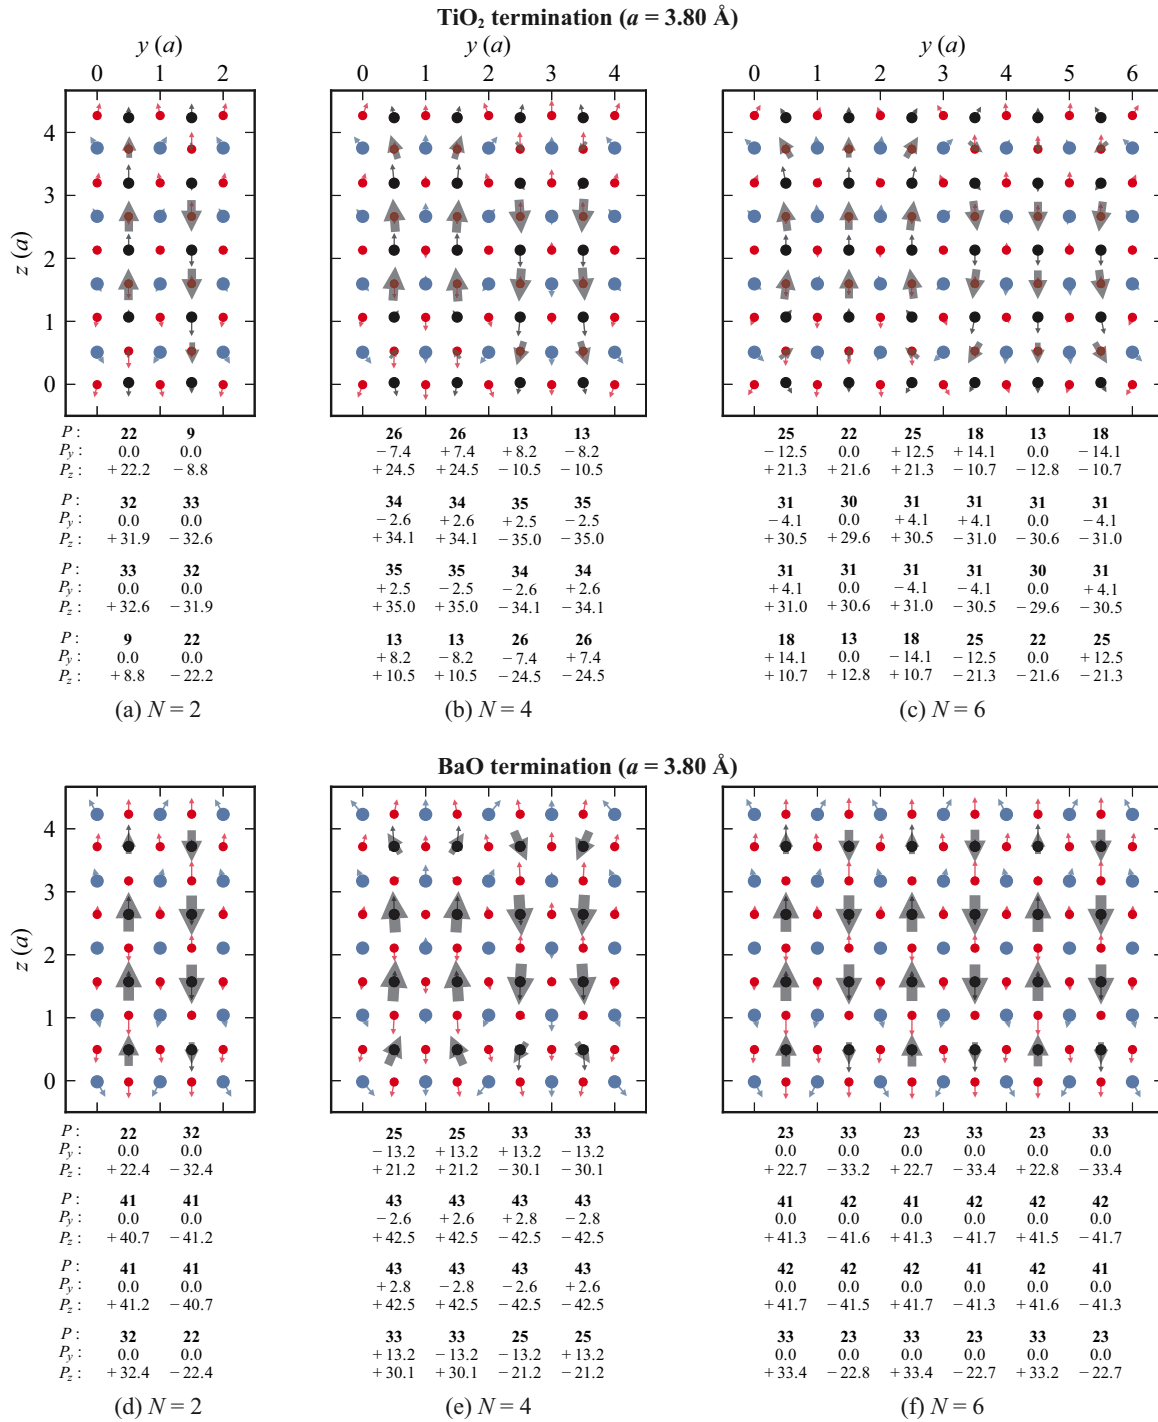 TiO₂ termination (a = 3.80 Å)
y (a) y (a) y (a)
0 1 2 0 1 2 3 4 0 1 2 3 4 5 6
4
3
z (a)
2
1
0
P : 22 9 26 26 13 13 25 22 25 18 13 18
Py : 0.0 0.0 −7.4 +7.4 +8.2 −8.2 −12.5 0.0 +12.5 +14.1 0.0 −14.1
Pz : +22.2 −8.8 +24.5 +24.5 −10.5 −10.5 +21.3 +21.6 +21.3 −10.7 −12.8 −10.7
P : 32 33 34 34 35 35 31 30 31 31 31 31
Py : 0.0 0.0 −2.6 +2.6 +2.5 −2.5 −4.1 0.0 +4.1 +4.1 0.0 −4.1
Pz : +31.9 −32.6 +34.1 +34.1 −35.0 −35.0 +30.5 +29.6 +30.5 −31.0 −30.6 −31.0
P : 33 32 35 35 34 34 31 31 31 31 30 31
Py : 0.0 0.0 +2.5 −2.5 −2.6 +2.6 +4.1 0.0 −4.1 −4.1 0.0 +4.1
Pz : +32.6 −31.9 +35.0 +35.0 −34.1 −34.1 +31.0 +30.6 +31.0 −30.5 −29.6 −30.5
P : 9 22 13 13 26 26 18 13 18 25 22 25
Py : 0.0 0.0 +8.2 −8.2 −7.4 +7.4 +14.1 0.0 −14.1 −12.5 0.0 +12.5
Pz : +8.8 −22.2 +10.5 +10.5 −24.5 −24.5 +10.7 +12.8 +10.7 −21.3 −21.6 −21.3
(a) N = 2 (b) N = 4 (c) N = 6
BaO termination (a = 3.80 Å)
4
3
z (a)
2
1
0
P : 22 32 25 25 33 33 23 33 23 33 23 33
Py : 0.0 0.0 −13.2 +13.2 +13.2 −13.2 0.0 0.0 0.0 0.0 0.0 0.0
Pz : +22.4 −32.4 +21.2 +21.2 −30.1 −30.1 +22.7 −33.2 +22.7 −33.4 +22.8 −33.4
P : 41 41 43 43 43 43 41 42 41 42 42 42
Py : 0.0 0.0 −2.6 +2.6 +2.8 −2.8 0.0 0.0 0.0 0.0 0.0 0.0
Pz : +40.7 −41.2 +42.5 +42.5 −42.5 −42.5 +41.3 −41.6 +41.3 −41.7 +41.5 −41.7
P : 41 41 43 43 43 43 42 42 42 41 42 41
Py : 0.0 0.0 +2.8 −2.8 −2.6 +2.6 0.0 0.0 0.0 0.0 0.0 0.0
Pz : +41.2 −40.7 +42.5 +42.5 −42.5 −42.5 +41.7 −41.5 +41.7 −41.3 +41.6 −41.3
P : 32 22 33 33 25 25 33 23 33 23 33 23
Py : 0.0 0.0 +13.2 −13.2 −13.2 +13.2 0.0 0.0 0.0 0.0 0.0 0.0
Pz : +32.4 −22.4 +30.1 +30.1 −21.2 −21.2 +33.4 −22.8 +33.4 −22.7 +33.2 −22.7
(d) N = 2 (e) N = 4 (f) N = 6